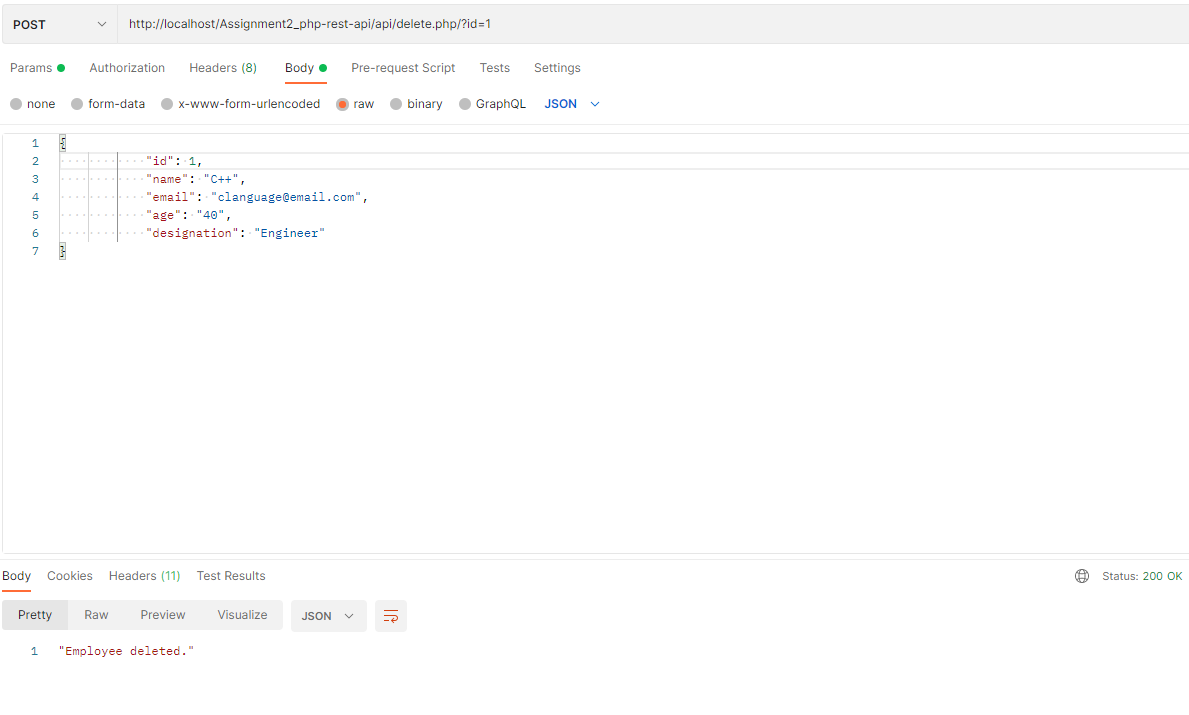 POST http://localhost/Assignment2_php-rest-api/api/delete.php/?id=1
Params Authorization Headers (8) Body Pre-request Script Tests Settings
none form-data x-www-form-urlencoded raw binary GraphQL JSON
1 {
2 "id": 1,
3 "name": "C++",
4 "email": "clanguage@email.com",
5 "age": "40",
6 "designation": "Engineer"
7 }
Body Cookies Headers (11) Test Results Status: 200 OK
Pretty Raw Preview Visualize JSON
1 "Employee deleted."